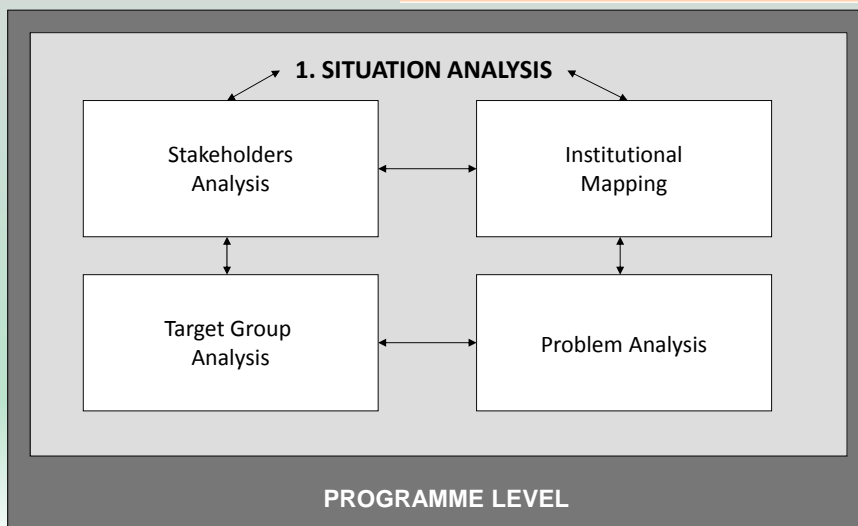 1. SITUATION ANALYSIS
Stakeholders
Analysis
Institutional
Mapping
Target Group
Analysis
Problem Analysis
PROGRAMME LEVEL